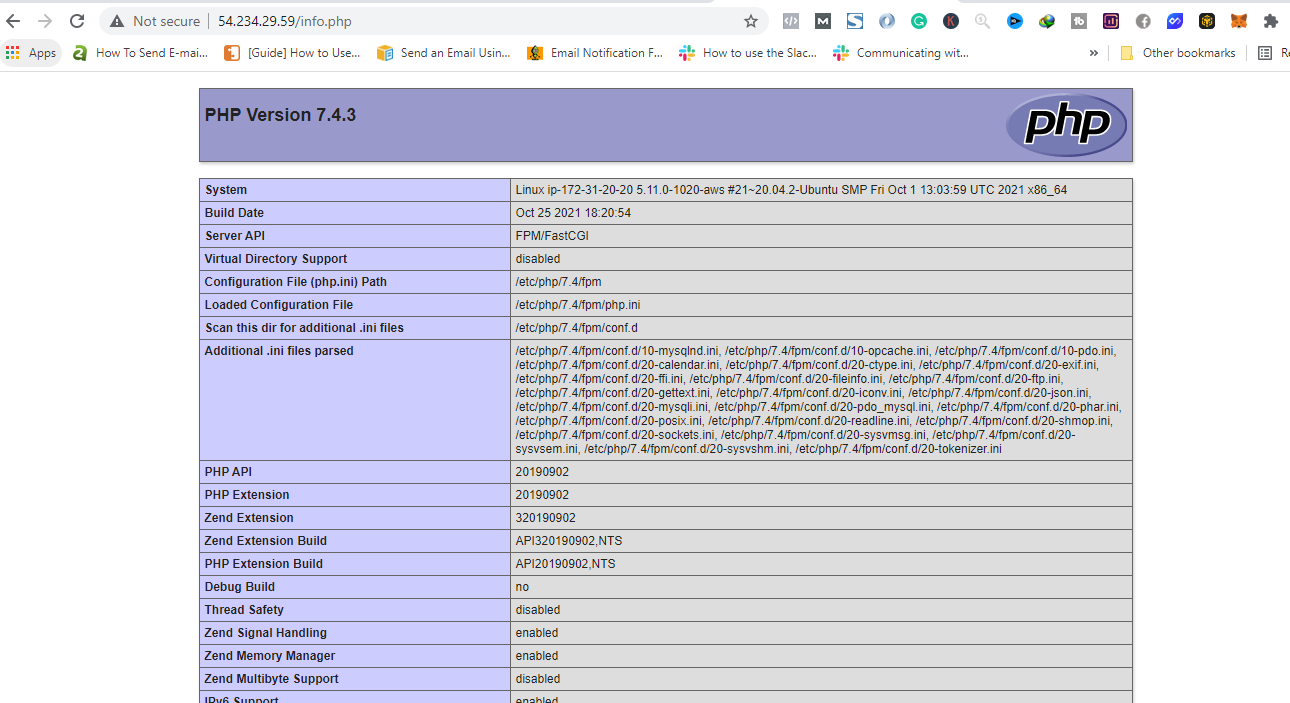 Not secure | 54.234.29.59/info.php
Apps How To Send E-mai... [Guide] How to Use... Send an Email Usin... Email Notification F... How to use the Slac... Communicating wit... » Other bookmarks
PHP Version 7.4.3
php
System Linux ip-172-31-20-20 5.11.0-1020-aws #21~20.04.2-Ubuntu SMP Fri Oct 1 13:03:59 UTC 2021 x86_64
Build Date Oct 25 2021 18:20:54
Server API FPM/FastCGI
Virtual Directory Support disabled
Configuration File (php.ini) Path /etc/php/7.4/fpm
Loaded Configuration File /etc/php/7.4/fpm/php.ini
Scan this dir for additional .ini files /etc/php/7.4/fpm/conf.d
Additional .ini files parsed /etc/php/7.4/fpm/conf.d/10-mysqlnd.ini, /etc/php/7.4/fpm/conf.d/10-opcache.ini, /etc/php/7.4/fpm/conf.d/10-pdo.ini,
/etc/php/7.4/fpm/conf.d/20-calendar.ini, /etc/php/7.4/fpm/conf.d/20-ctype.ini, /etc/php/7.4/fpm/conf.d/20-exif.ini,
/etc/php/7.4/fpm/conf.d/20-ffi.ini, /etc/php/7.4/fpm/conf.d/20-fileinfo.ini, /etc/php/7.4/fpm/conf.d/20-ftp.ini,
/etc/php/7.4/fpm/conf.d/20-gettext.ini, /etc/php/7.4/fpm/conf.d/20-iconv.ini, /etc/php/7.4/fpm/conf.d/20-json.ini,
/etc/php/7.4/fpm/conf.d/20-mysqli.ini, /etc/php/7.4/fpm/conf.d/20-pdo_mysql.ini, /etc/php/7.4/fpm/conf.d/20-phar.ini,
/etc/php/7.4/fpm/conf.d/20-posix.ini, /etc/php/7.4/fpm/conf.d/20-readline.ini, /etc/php/7.4/fpm/conf.d/20-shmop.ini,
/etc/php/7.4/fpm/conf.d/20-sockets.ini, /etc/php/7.4/fpm/conf.d/20-sysvmsg.ini, /etc/php/7.4/fpm/conf.d/20-
sysvsem.ini, /etc/php/7.4/fpm/conf.d/20-sysvshm.ini, /etc/php/7.4/fpm/conf.d/20-tokenizer.ini
PHP API 20190902
PHP Extension 20190902
Zend Extension 320190902
Zend Extension Build API320190902,NTS
PHP Extension Build API20190902,NTS
Debug Build no
Thread Safety disabled
Zend Signal Handling enabled
Zend Memory Manager enabled
Zend Multibyte Support disabled
IPv6 Support enabled